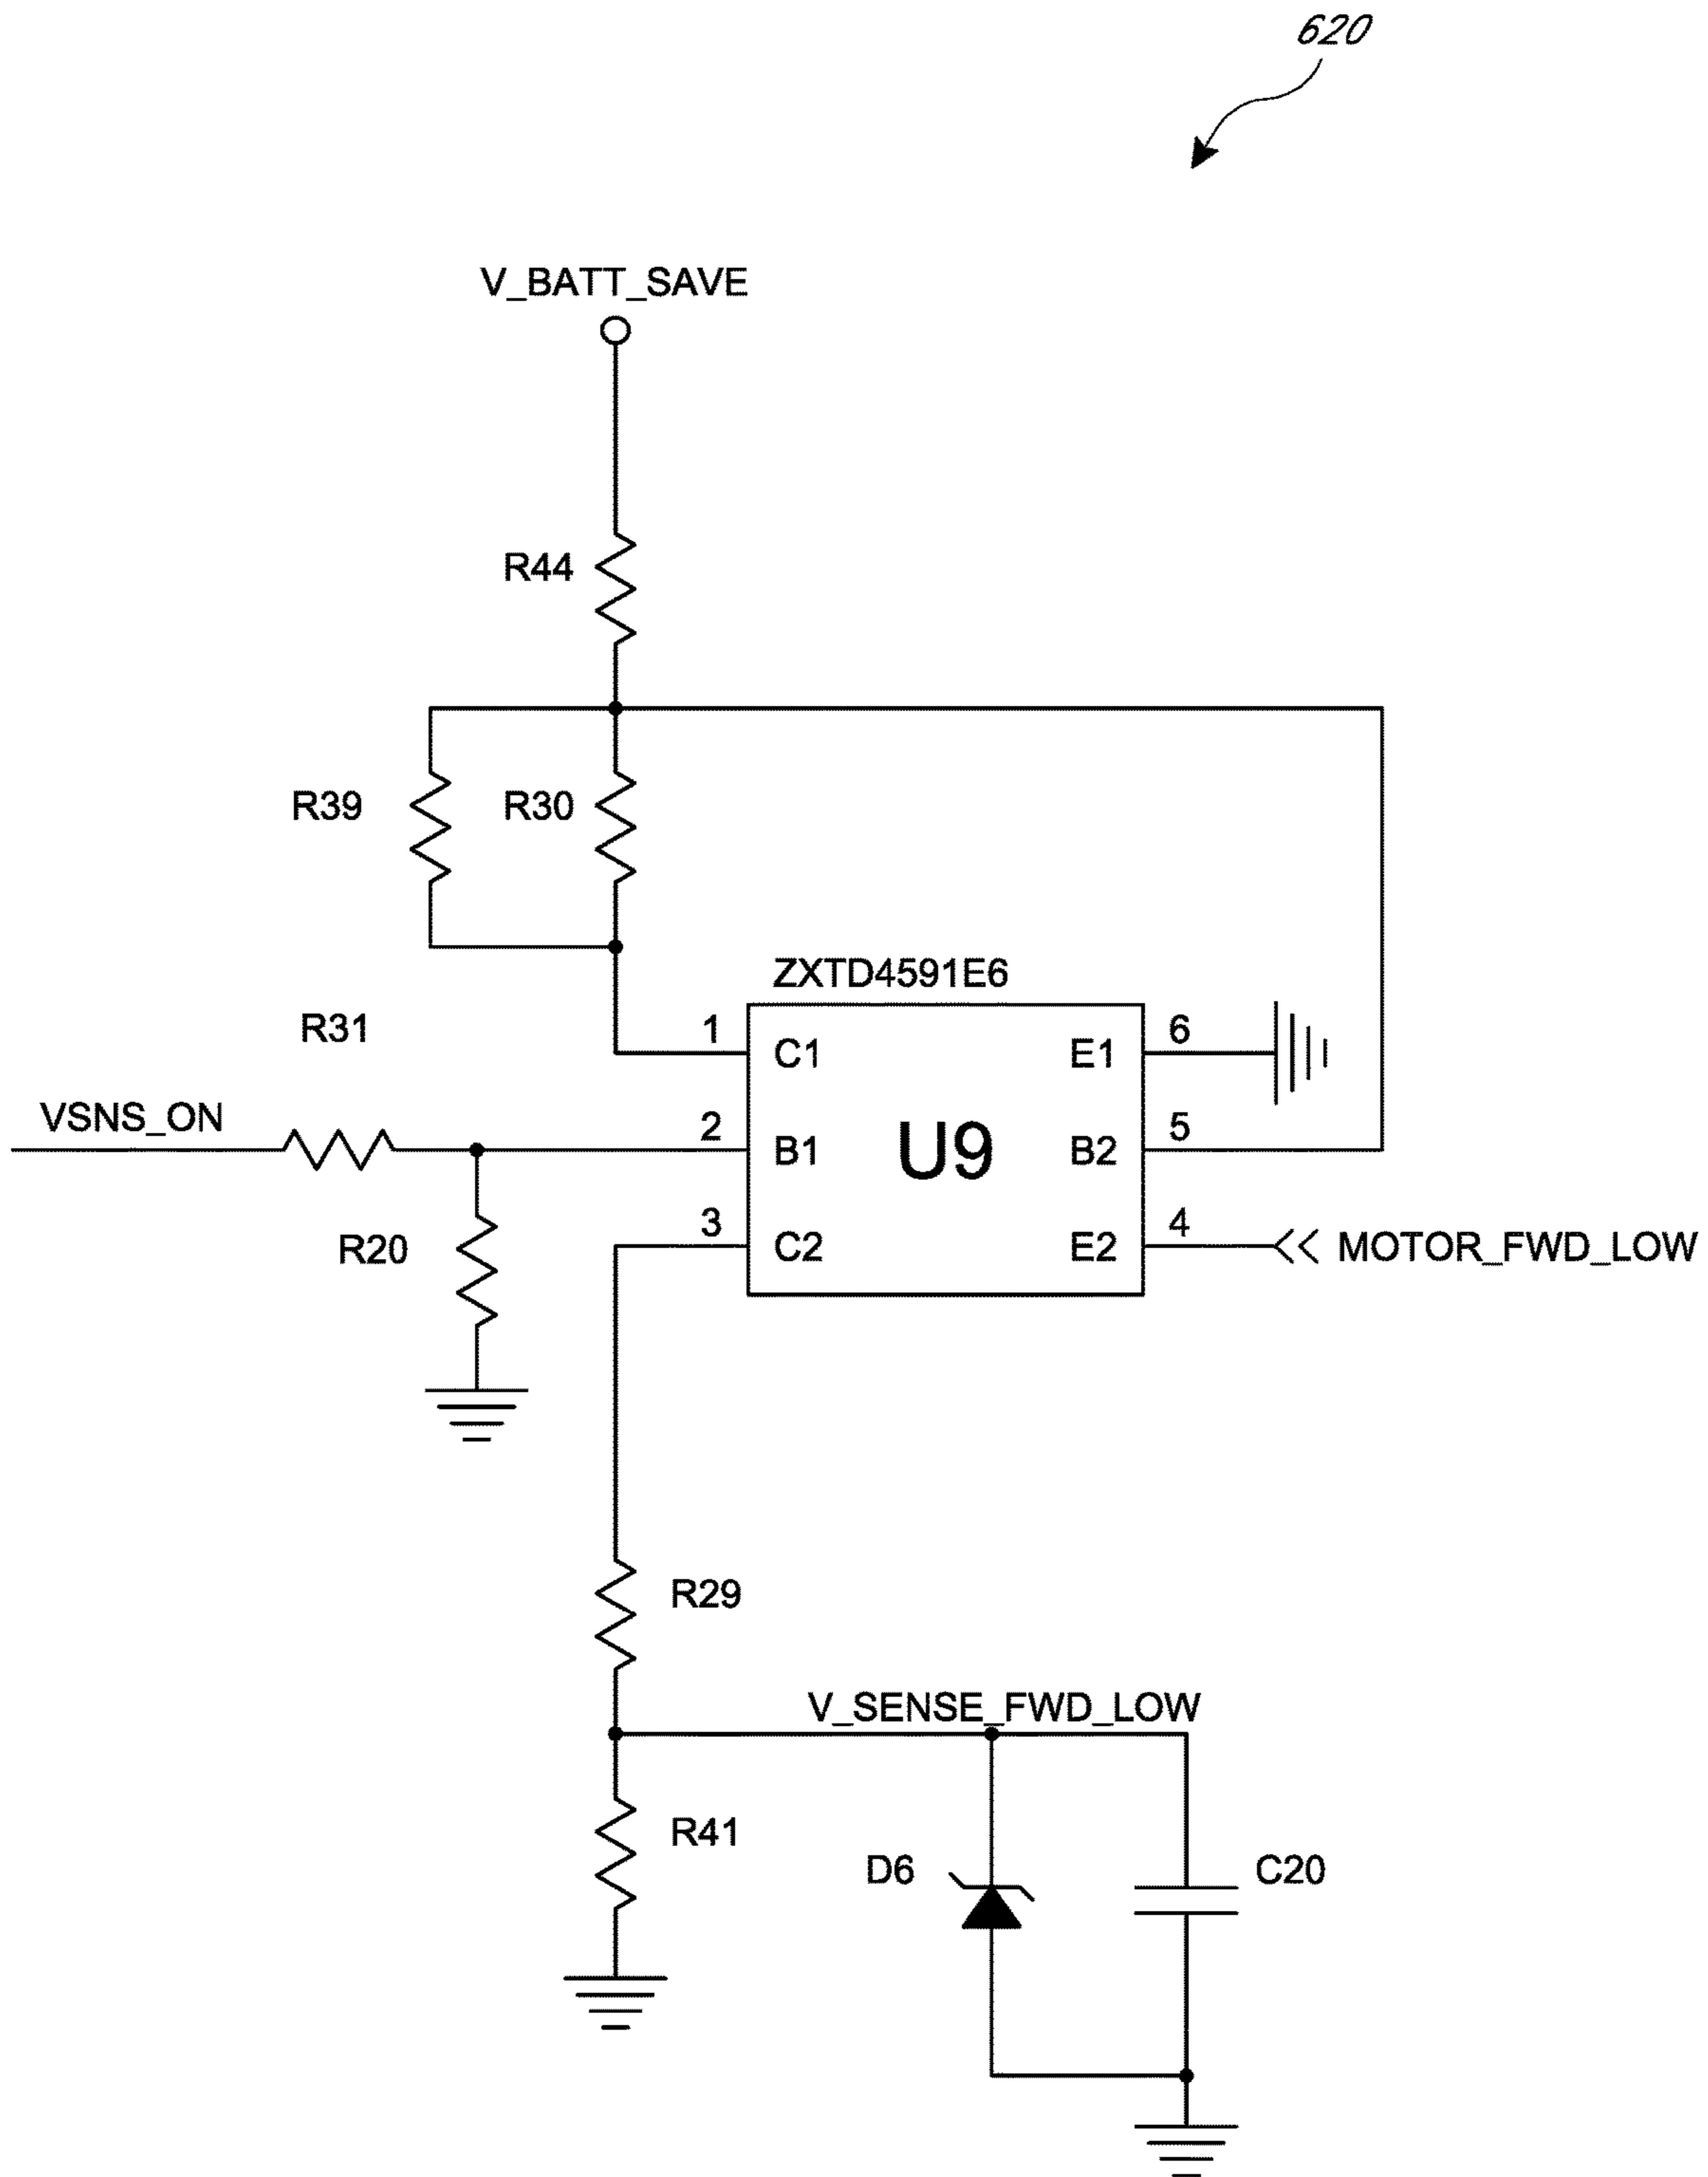 620
V_BATT_SAVE
R44
R39
R30
ZXTD4591E6
R31
1
C1
E1
6
VSNS_ON
2
B1
U9
B2
5
R20
3
C2
E2
4
MOTOR_FWD_LOW
R29
V_SENSE_FWD_LOW
R41
D6
C20